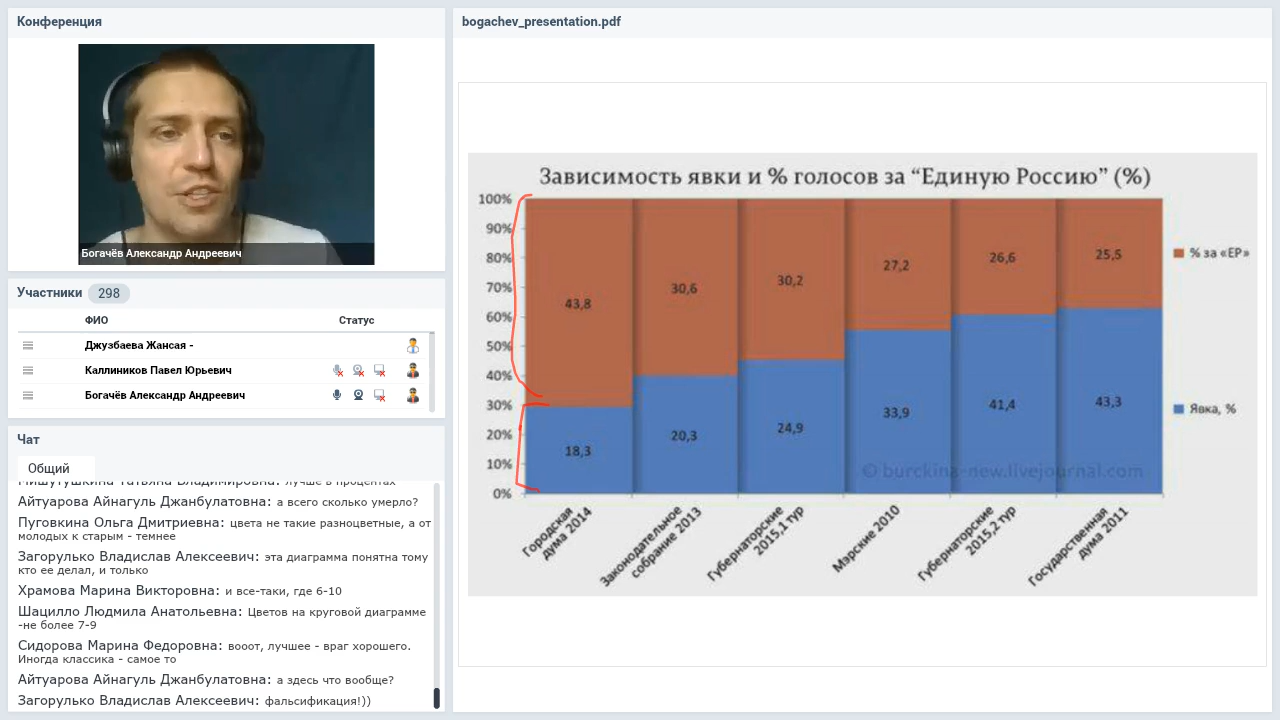 Конференция
Богачёв Александр Андреевич
Участники 298
ФИО Статус
Джузбаева Жансая -
Каллиников Павел Юрьевич
Богачёв Александр Андреевич
Чат
Общий
Мишутушкина Татьяна Владимировна: лучше в процентах
Айтуарова Айнагуль Джанбулатовна: а всего сколько умерло?
Пуговкина Ольга Дмитриевна: цвета не такие разноцветные, а от
молодых к старым - темнее
Загорулько Владислав Алексеевич: эта диаграмма понятна тому
кто ее делал, и только
Храмова Марина Викторовна: и все-таки, где 6-10
Шацилло Людмила Анатольевна: Цветов на круговой диаграмме
-не более 7-9
Сидорова Марина Федоровна: вооот, лучшее - враг хорошего.
Иногда классика - самое то
Айтуарова Айнагуль Джанбулатовна: а здесь что вообще?
Загорулько Владислав Алексеевич: фальсификация!))
bogachev_presentation.pdf
Зависимость явки и % голосов за “Единую Россию” (%)
100%
90%
80%
70%
60%
50%
40%
30%
20%
10%
0%
43,8 30,6 30,2 27,2 26,6 25,5
18,3 20,3 24,9 33,9 41,4 43,3
% за «ЕР»
Явка, %
© burckina-new.livejournal.com
Городская
дума 2014
Законодательное
собрание 2013
Губернаторские
2015,1 тур
Мэрские 2010
Губернаторские
2015,2 тур
Государственная
дума 2011